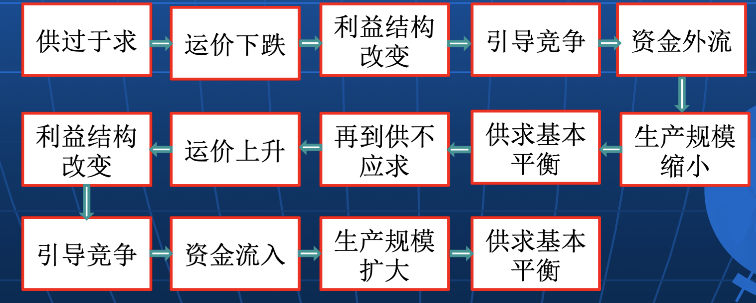 供过于求
运价下跌
利益结构
改变
引导竞争
资金外流
利益结构
改变
运价上升
再到供不
应求
供求基本
平衡
生产规模
缩小
引导竞争
资金流入
生产规模
扩大
供求基本
平衡